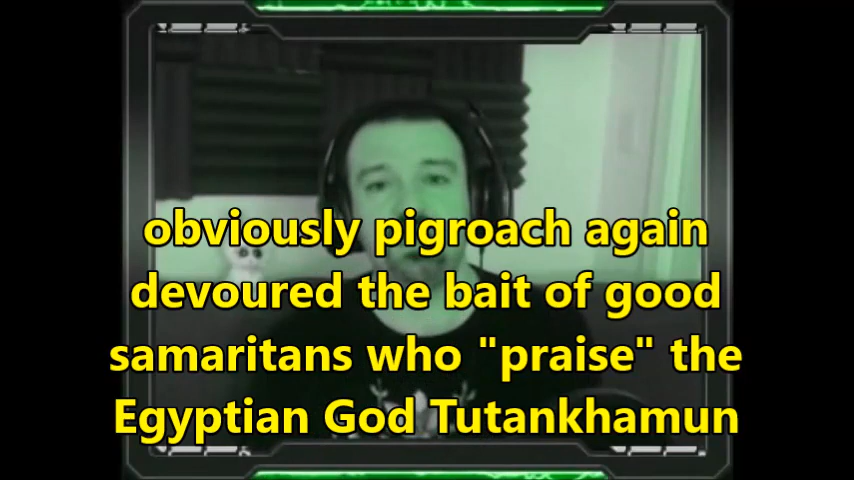 obviously pigroach again
devoured the bait of good
samaritans who "praise" the
Egyptian God Tutankhamun